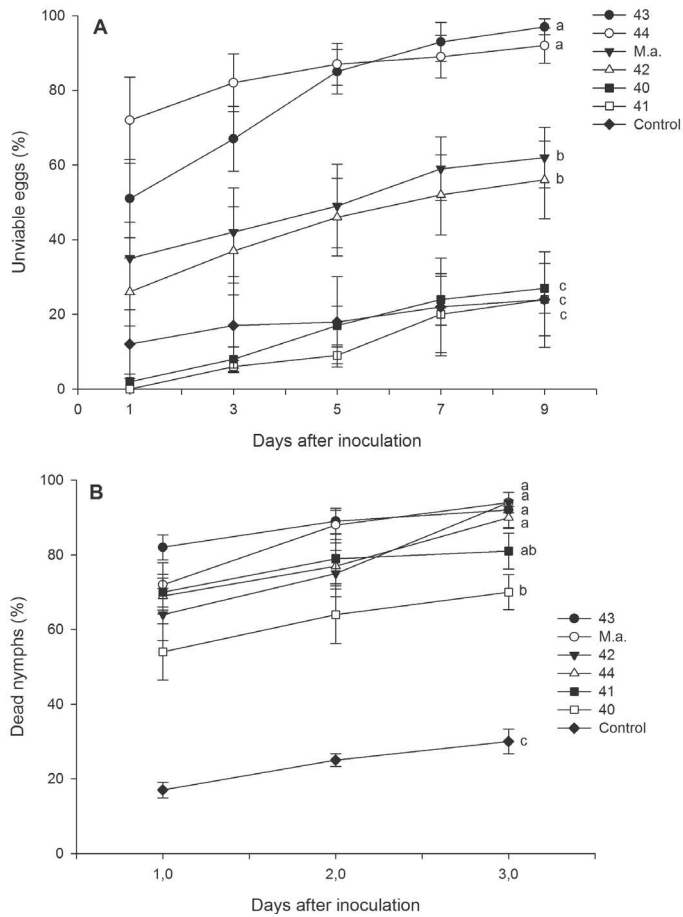 A
Unviable eggs (%)
100
80
60
40
20
0
0 1 3 5 7 9
Days after inoculation
a
a
b
b
c
c
c
43
44
M.a.
42
40
41
Control
B
Dead nymphs (%)
100
80
60
40
20
0
1,0 2,0 3,0
Days after inoculation
a
a
a
a
ab
b
c
43
M.a.
42
44
41
40
Control